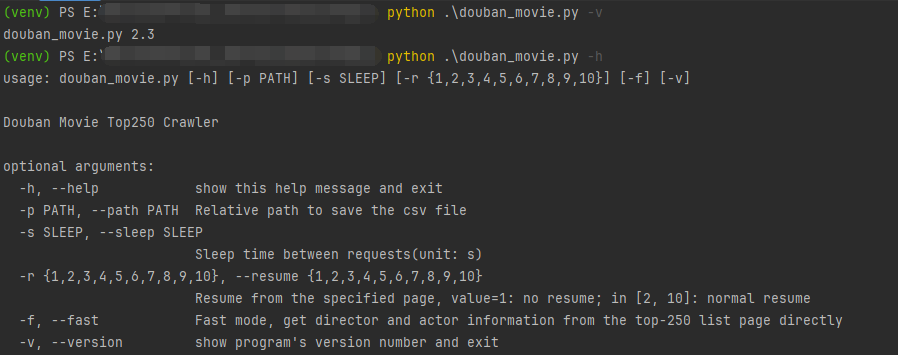 (venv) PS E:\ python .\douban_movie.py -v
douban_movie.py 2.3
(venv) PS E:\ python .\douban_movie.py -h
usage: douban_movie.py [-h] [-p PATH] [-s SLEEP] [-r {1,2,3,4,5,6,7,8,9,10}] [-f] [-v]
Douban Movie Top250 Crawler
optional arguments:
-h, --help show this help message and exit
-p PATH, --path PATH Relative path to save the csv file
-s SLEEP, --sleep SLEEP
Sleep time between requests(unit: s)
-r {1,2,3,4,5,6,7,8,9,10}, --resume {1,2,3,4,5,6,7,8,9,10}
Resume from the specified page, value=1: no resume; in [2, 10]: normal resume
-f, --fast Fast mode, get director and actor information from the top-250 list page directly
-v, --version show program's version number and exit